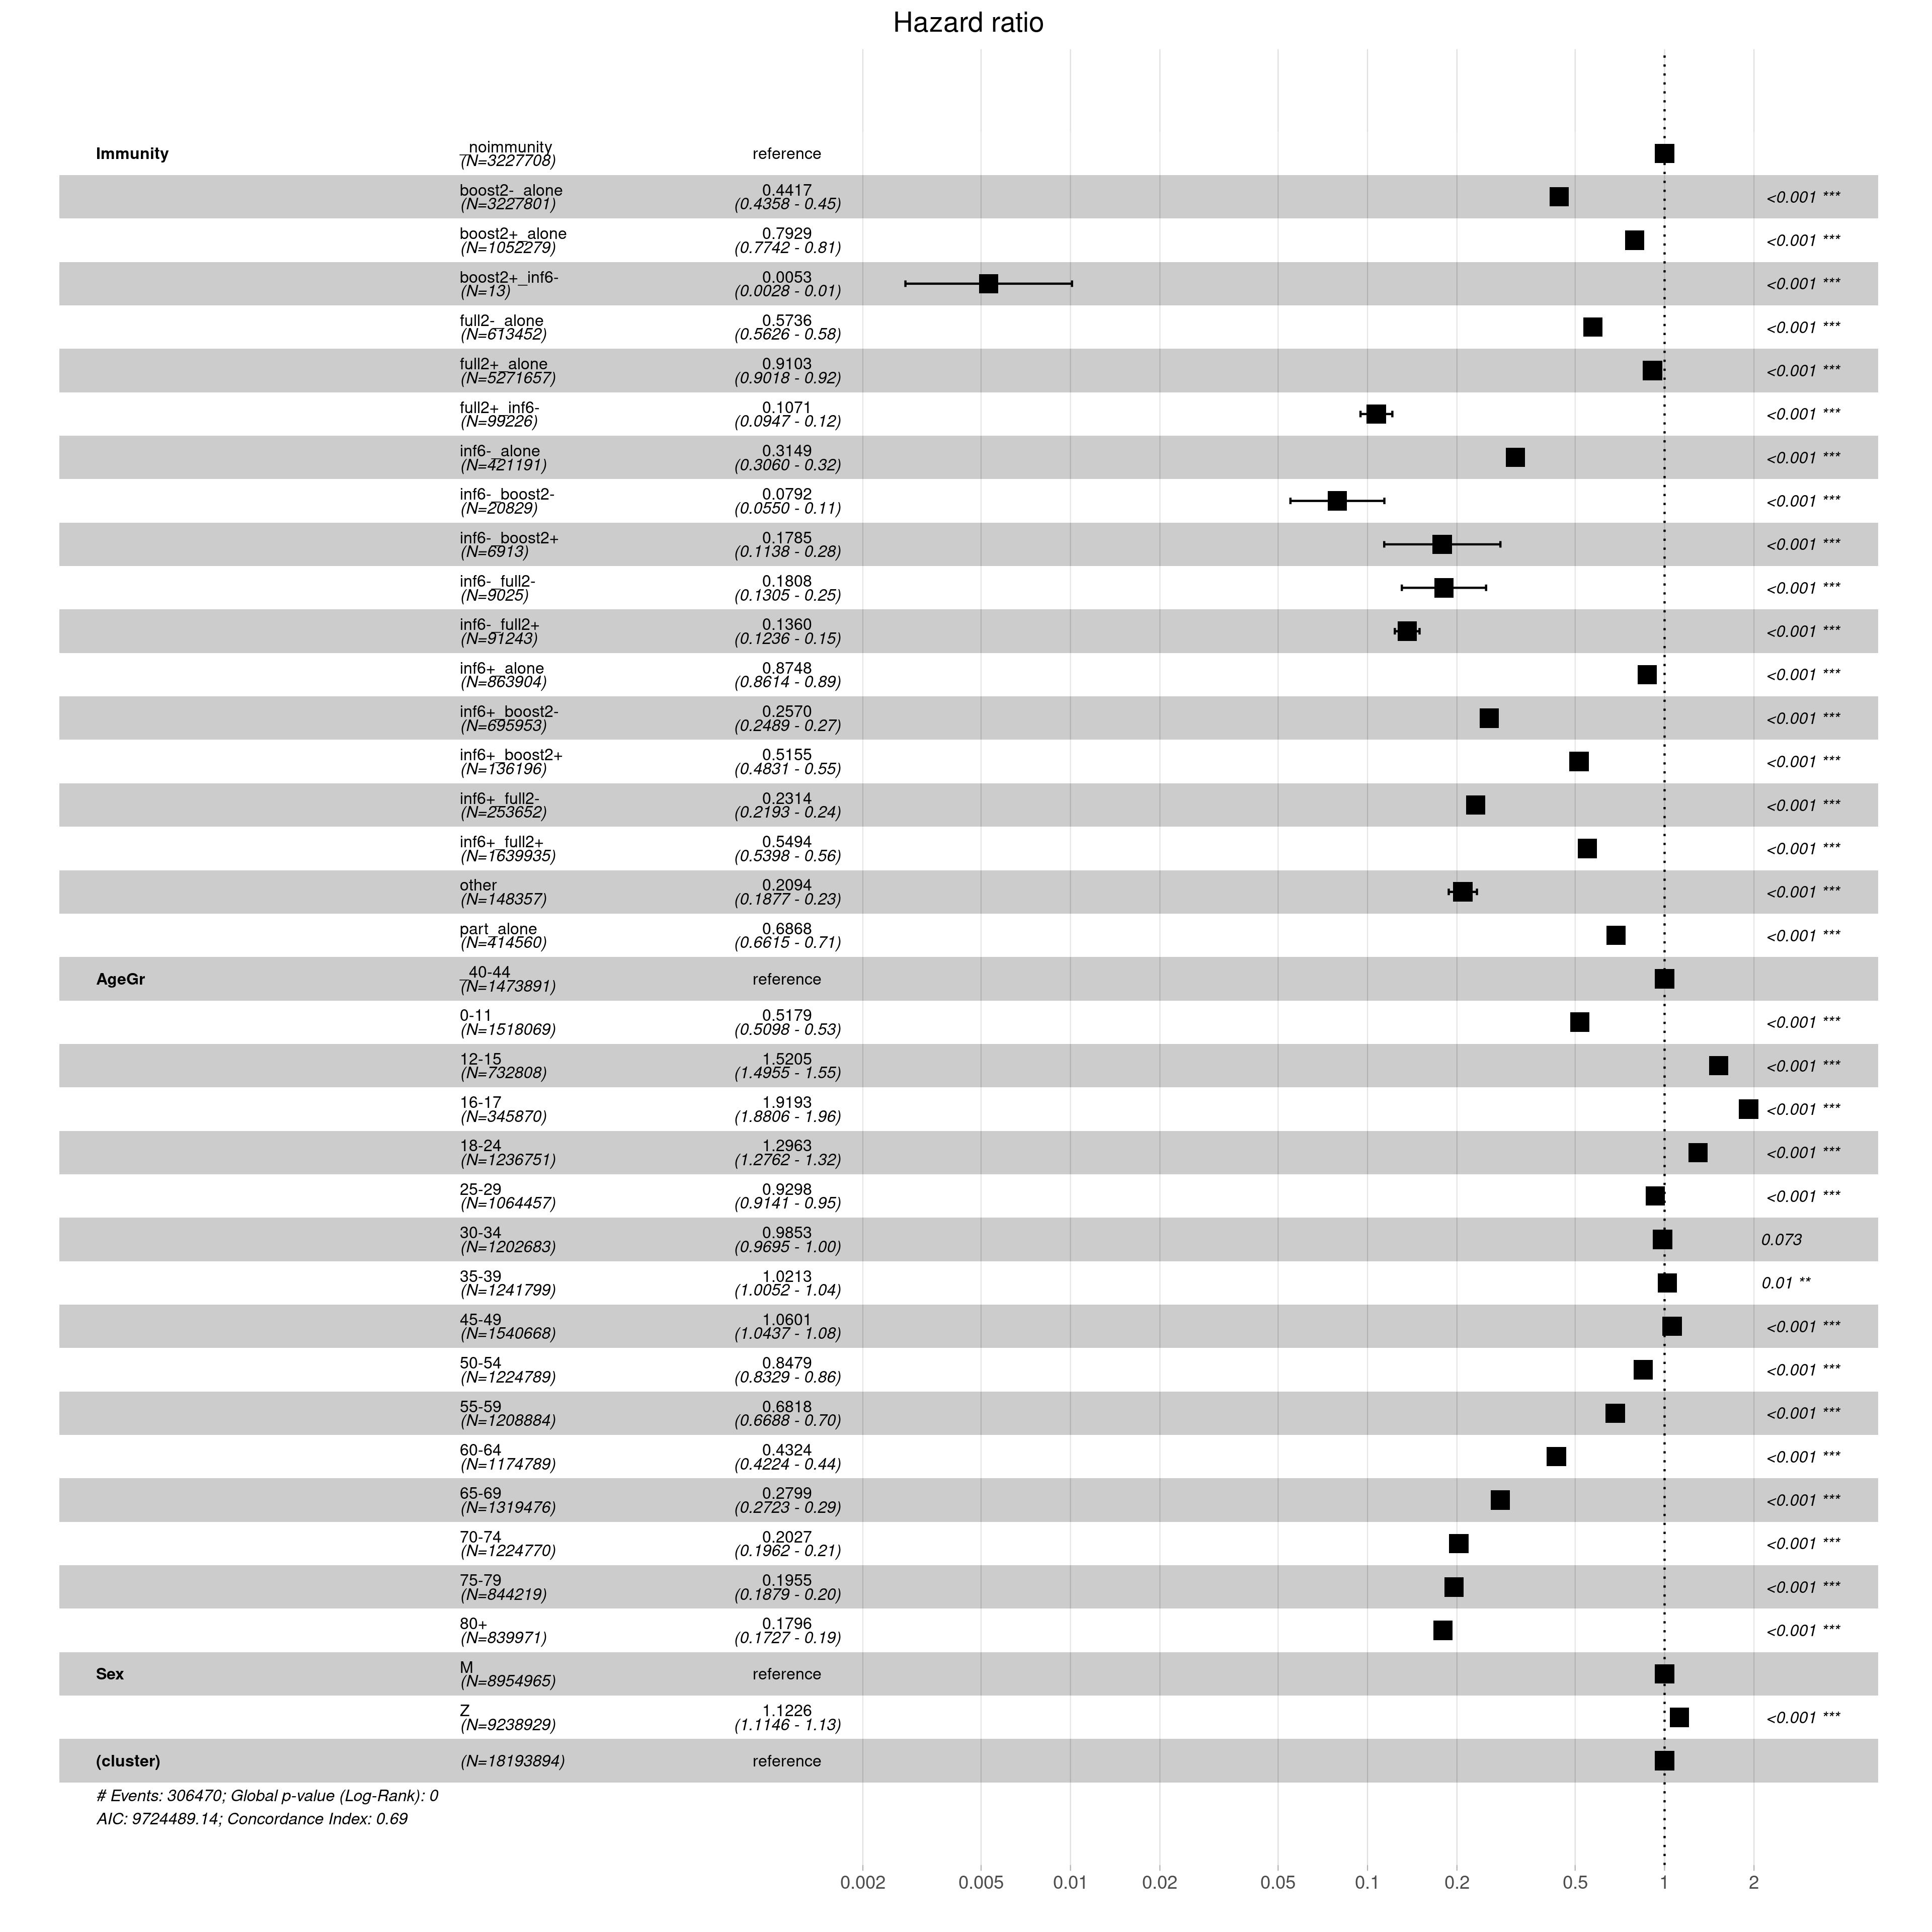 Hazard ratio
Immunity _noimmunity reference
(N=3227708)
boost2-_alone 0.4417 <0.001 ***
(N=3227801) (0.4358 - 0.45)
boost2+_alone 0.7929 <0.001 ***
(N=1052279) (0.7742 - 0.81)
boost2+_inf6- 0.0053 <0.001 ***
(N=13) (0.0028 - 0.01)
full2-_alone 0.5736 <0.001 ***
(N=613452) (0.5626 - 0.58)
full2+_alone 0.9103 <0.001 ***
(N=5271657) (0.9018 - 0.92)
full2+_inf6- 0.1071 <0.001 ***
(N=99226) (0.0947 - 0.12)
inf6-_alone 0.3149 <0.001 ***
(N=421191) (0.3060 - 0.32)
inf6-_boost2- 0.0792 <0.001 ***
(N=20829) (0.0550 - 0.11)
inf6-_boost2+ 0.1785 <0.001 ***
(N=6913) (0.1138 - 0.28)
inf6-_full2- 0.1808 <0.001 ***
(N=9025) (0.1305 - 0.25)
inf6-_full2+ 0.1360 <0.001 ***
(N=91243) (0.1236 - 0.15)
inf6+_alone 0.8748 <0.001 ***
(N=863904) (0.8614 - 0.89)
inf6+_boost2- 0.2570 <0.001 ***
(N=695953) (0.2489 - 0.27)
inf6+_boost2+ 0.5155 <0.001 ***
(N=136196) (0.4831 - 0.55)
inf6+_full2- 0.2314 <0.001 ***
(N=253652) (0.2193 - 0.24)
inf6+_full2+ 0.5494 <0.001 ***
(N=1639935) (0.5398 - 0.56)
other 0.2094 <0.001 ***
(N=148357) (0.1877 - 0.23)
part_alone 0.6868 <0.001 ***
(N=414560) (0.6615 - 0.71)
AgeGr _40-44 reference
(N=1473891)
0-11 0.5179 <0.001 ***
(N=1518069) (0.5098 - 0.53)
12-15 1.5205 <0.001 ***
(N=732808) (1.4955 - 1.55)
16-17 1.9193 <0.001 ***
(N=345870) (1.8806 - 1.96)
18-24 1.2963 <0.001 ***
(N=1236751) (1.2762 - 1.32)
25-29 0.9298 <0.001 ***
(N=1064457) (0.9141 - 0.95)
30-34 0.9853 0.073
(N=1202683) (0.9695 - 1.00)
35-39 1.0213 0.01 **
(N=1241799) (1.0052 - 1.04)
45-49 1.0601 <0.001 ***
(N=1540668) (1.0437 - 1.08)
50-54 0.8479 <0.001 ***
(N=1224789) (0.8329 - 0.86)
55-59 0.6818 <0.001 ***
(N=1208884) (0.6688 - 0.70)
60-64 0.4324 <0.001 ***
(N=1174789) (0.4224 - 0.44)
65-69 0.2799 <0.001 ***
(N=1319476) (0.2723 - 0.29)
70-74 0.2027 <0.001 ***
(N=1224770) (0.1962 - 0.21)
75-79 0.1955 <0.001 ***
(N=844219) (0.1879 - 0.20)
80+ 0.1796 <0.001 ***
(N=839971) (0.1727 - 0.19)
Sex M reference
(N=8954965)
Z 1.1226 <0.001 ***
(N=9238929) (1.1146 - 1.13)
(cluster) (N=18193894) reference
# Events: 306470; Global p-value (Log-Rank): 0
AIC: 9724489.14; Concordance Index: 0.69
0.002 0.005 0.01 0.02 0.05 0.1 0.2 0.5 1 2